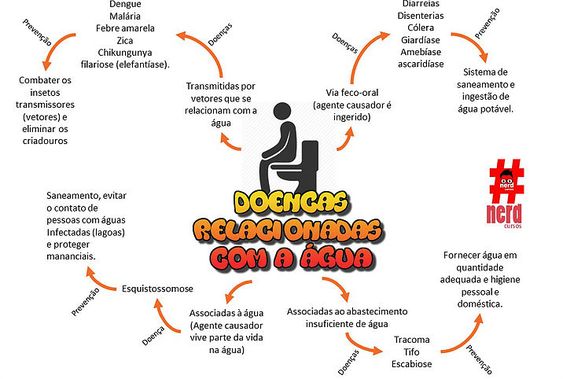 Dengue
Malária
Febre amarela
Zica
Chikungunya
filariose (elefantíase).
Prevenção
Doenças
Combater os
insetos
transmissores
(vetores) e
eliminar os
criadouros
Transmitidas por
vetores que se
relacionam com a
água
Diarreias
Disenterias
Cólera
Giardíase
Amebíase
ascaridíase
Doenças
Prevenção
Via feco-oral
(agente causador é
ingerido)
Sistema de
saneamento e
ingestão de
água potável.
DOENÇAS
RELACIONADAS
COM A ÁGUA
#
nerd
nerd
CURSOS
Saneamento, evitar
o contato de
pessoas com águas
Infectadas (lagoas)
e proteger
mananciais.
Prevenção
Esquistossomose
Doença
Associadas à água
(Agente causador
vive parte da vida
na água)
Associadas ao abastecimento
insuficiente de água
Doenças
Tracoma
Tifo
Escabiose
Prevenção
Fornecer água em
quantidade
adequada e higiene
pessoal e
doméstica.